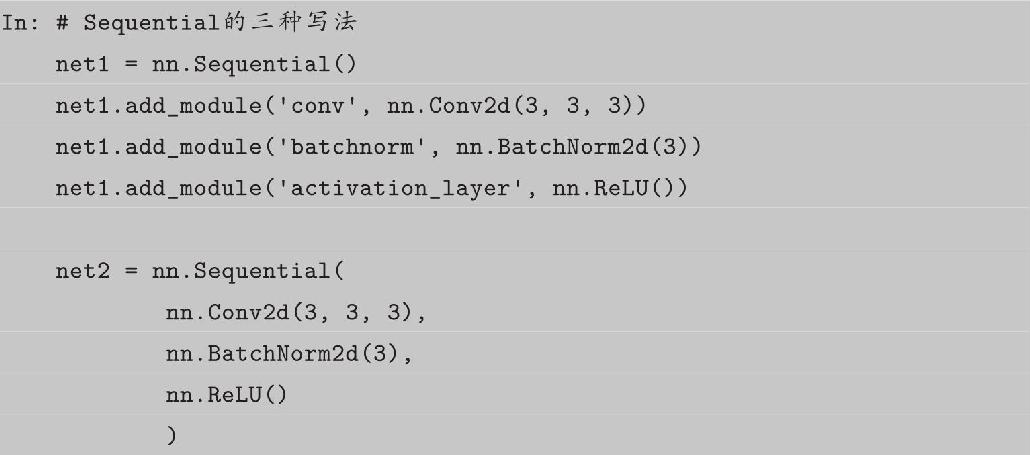 In: # Sequential的三种写法
net1 = nn.Sequential()
net1.add_module('conv', nn.Conv2d(3, 3, 3))
net1.add_module('batchnorm', nn.BatchNorm2d(3))
net1.add_module('activation_layer', nn.ReLU())
net2 = nn.Sequential(
nn.Conv2d(3, 3, 3),
nn.BatchNorm2d(3),
nn.ReLU()
)